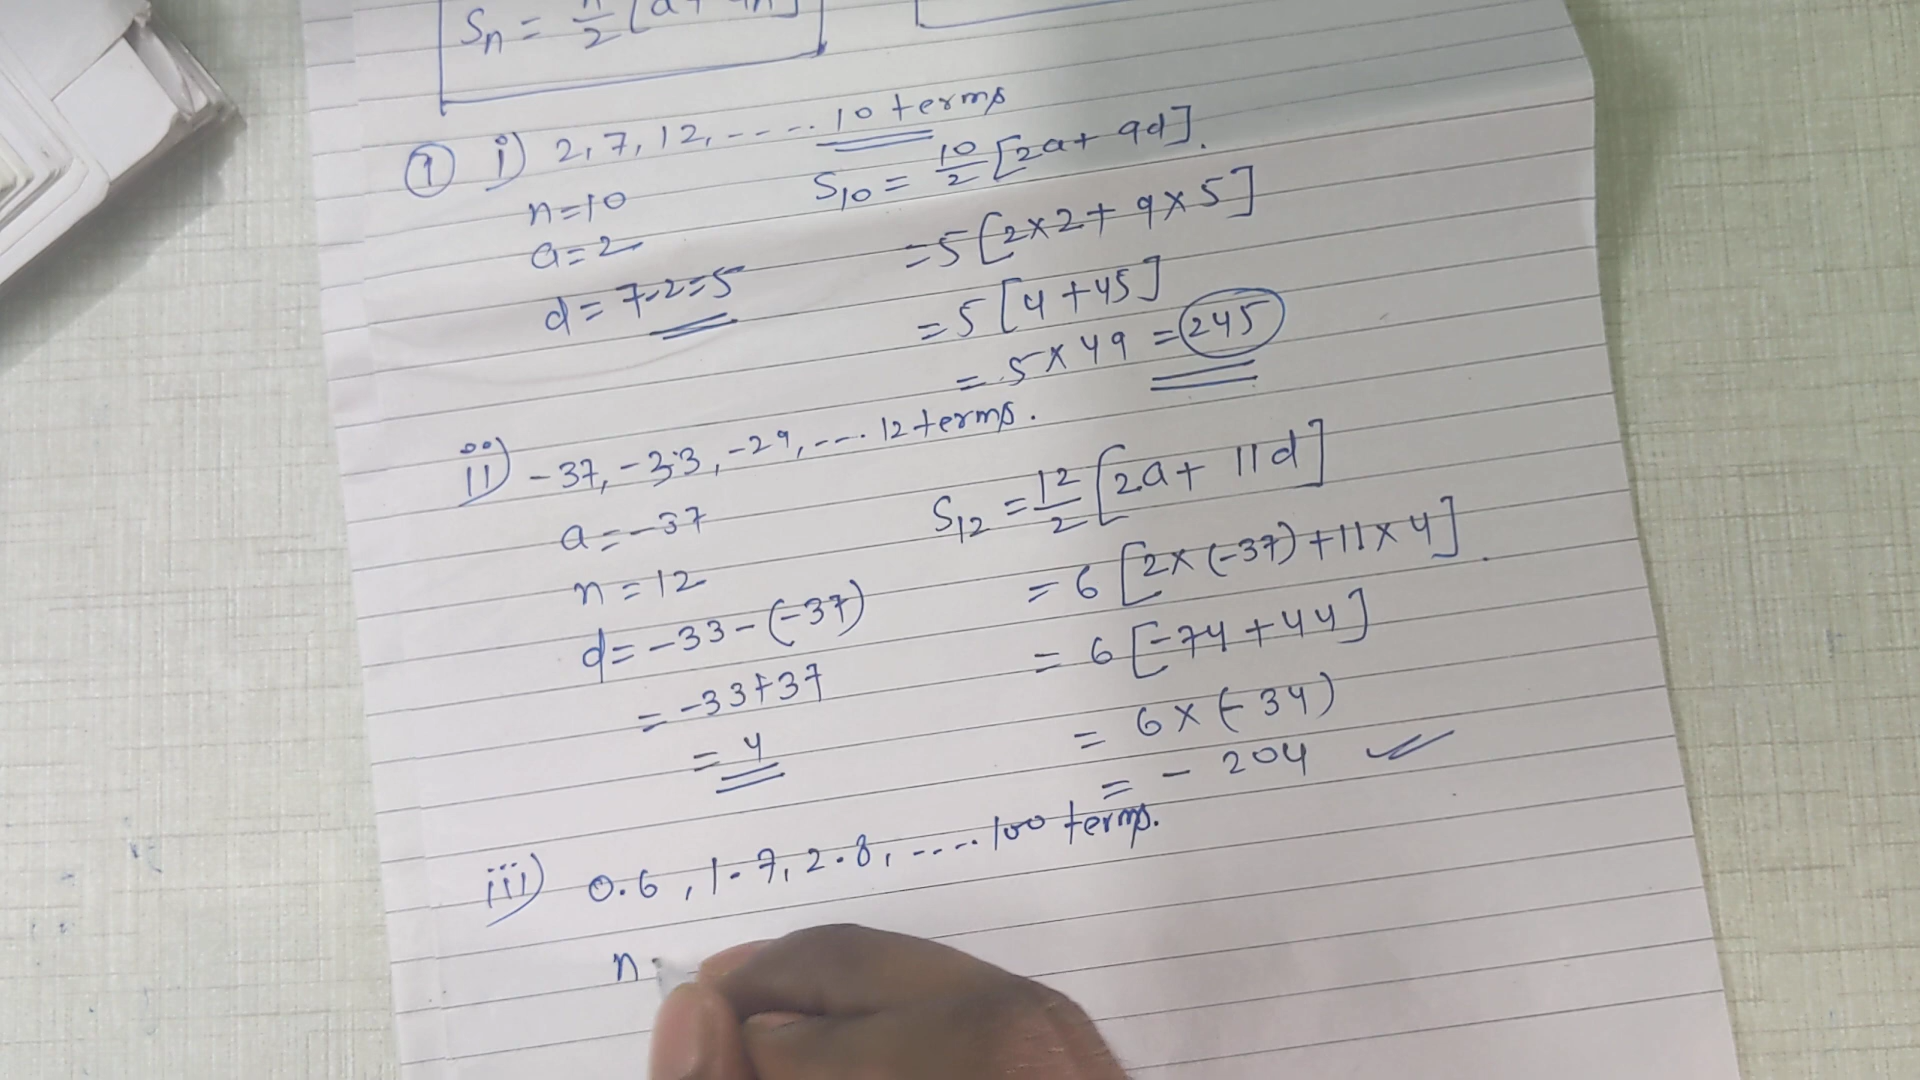 Sn = n/2 [a +
① i) 2, 7, 12, ---- 10 terms
n=10
a=2
d = 7-2=5
S10 = 10/2 [2a+ 9d].
=5[2×2+ 9×5]
=5[4+45]
= 5×49 = 245
ii) -37, -33, -29, ---. 12 terms.
a=-37
n=12
d=-33-(-37)
= -33+37
= 4
S12 = 12/2 [2a+ 11d]
= 6 [2×(-37)+11×4]
= 6[-74+44]
= 6×(-34)
= - 204
iii) 0.6, 1.7, 2.8, .... 100 terms.
n